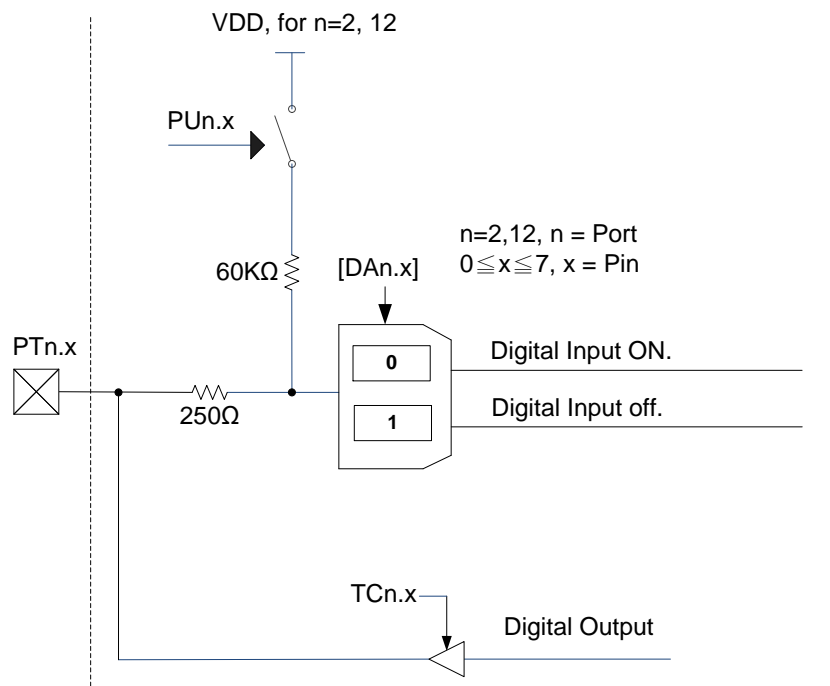 VDD, for n=2, 12
PUn.x
n=2,12, n = Port
0≦x≦7, x = Pin
60KΩ
[DAn.x]
PTn.x
0
Digital Input ON.
250Ω
1
Digital Input off.
TCn.x
Digital Output